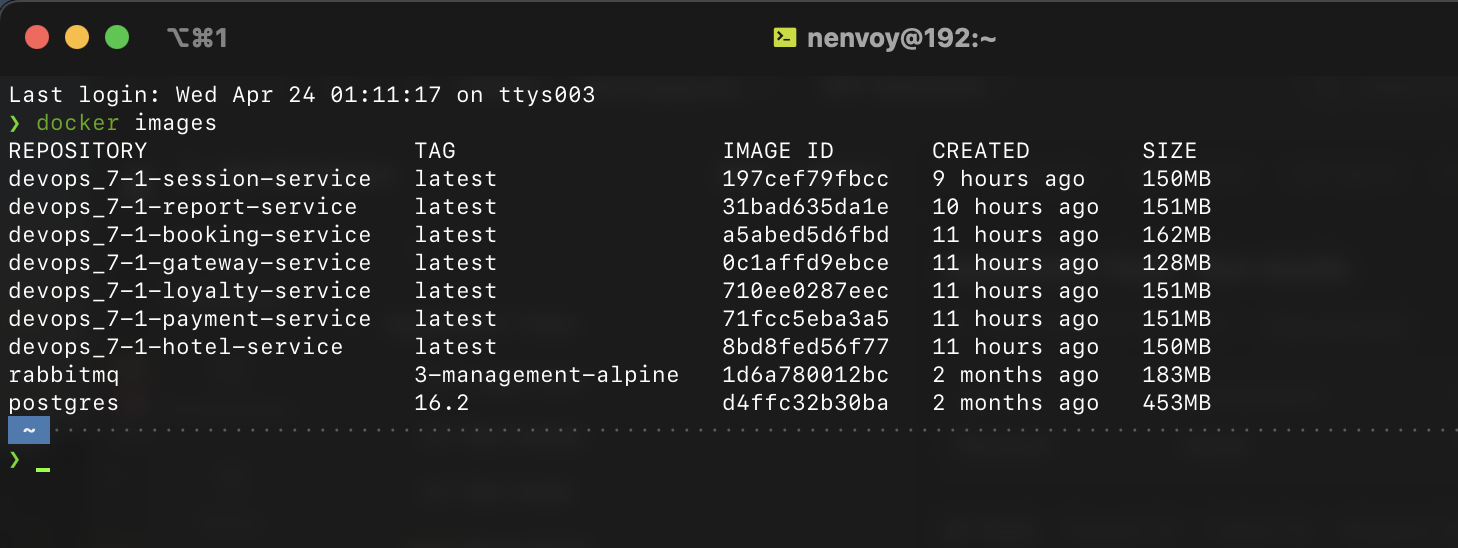 ⌥⌘1
nenvoy@192:~
Last login: Wed Apr 24 01:11:17 on ttys003
❯ docker images
REPOSITORY TAG IMAGE ID CREATED SIZE
devops_7-1-session-service latest 197cef79fbcc 9 hours ago 150MB
devops_7-1-report-service latest 31bad635da1e 10 hours ago 151MB
devops_7-1-booking-service latest a5abed5d6fbd 11 hours ago 162MB
devops_7-1-gateway-service latest 0c1affd9ebce 11 hours ago 128MB
devops_7-1-loyalty-service latest 710ee0287eec 11 hours ago 151MB
devops_7-1-payment-service latest 71fcc5eba3a5 11 hours ago 151MB
devops_7-1-hotel-service latest 8bd8fed56f77 11 hours ago 150MB
rabbitmq 3-management-alpine 1d6a780012bc 2 months ago 183MB
postgres 16.2 d4ffc32b30ba 2 months ago 453MB
~
❯ _